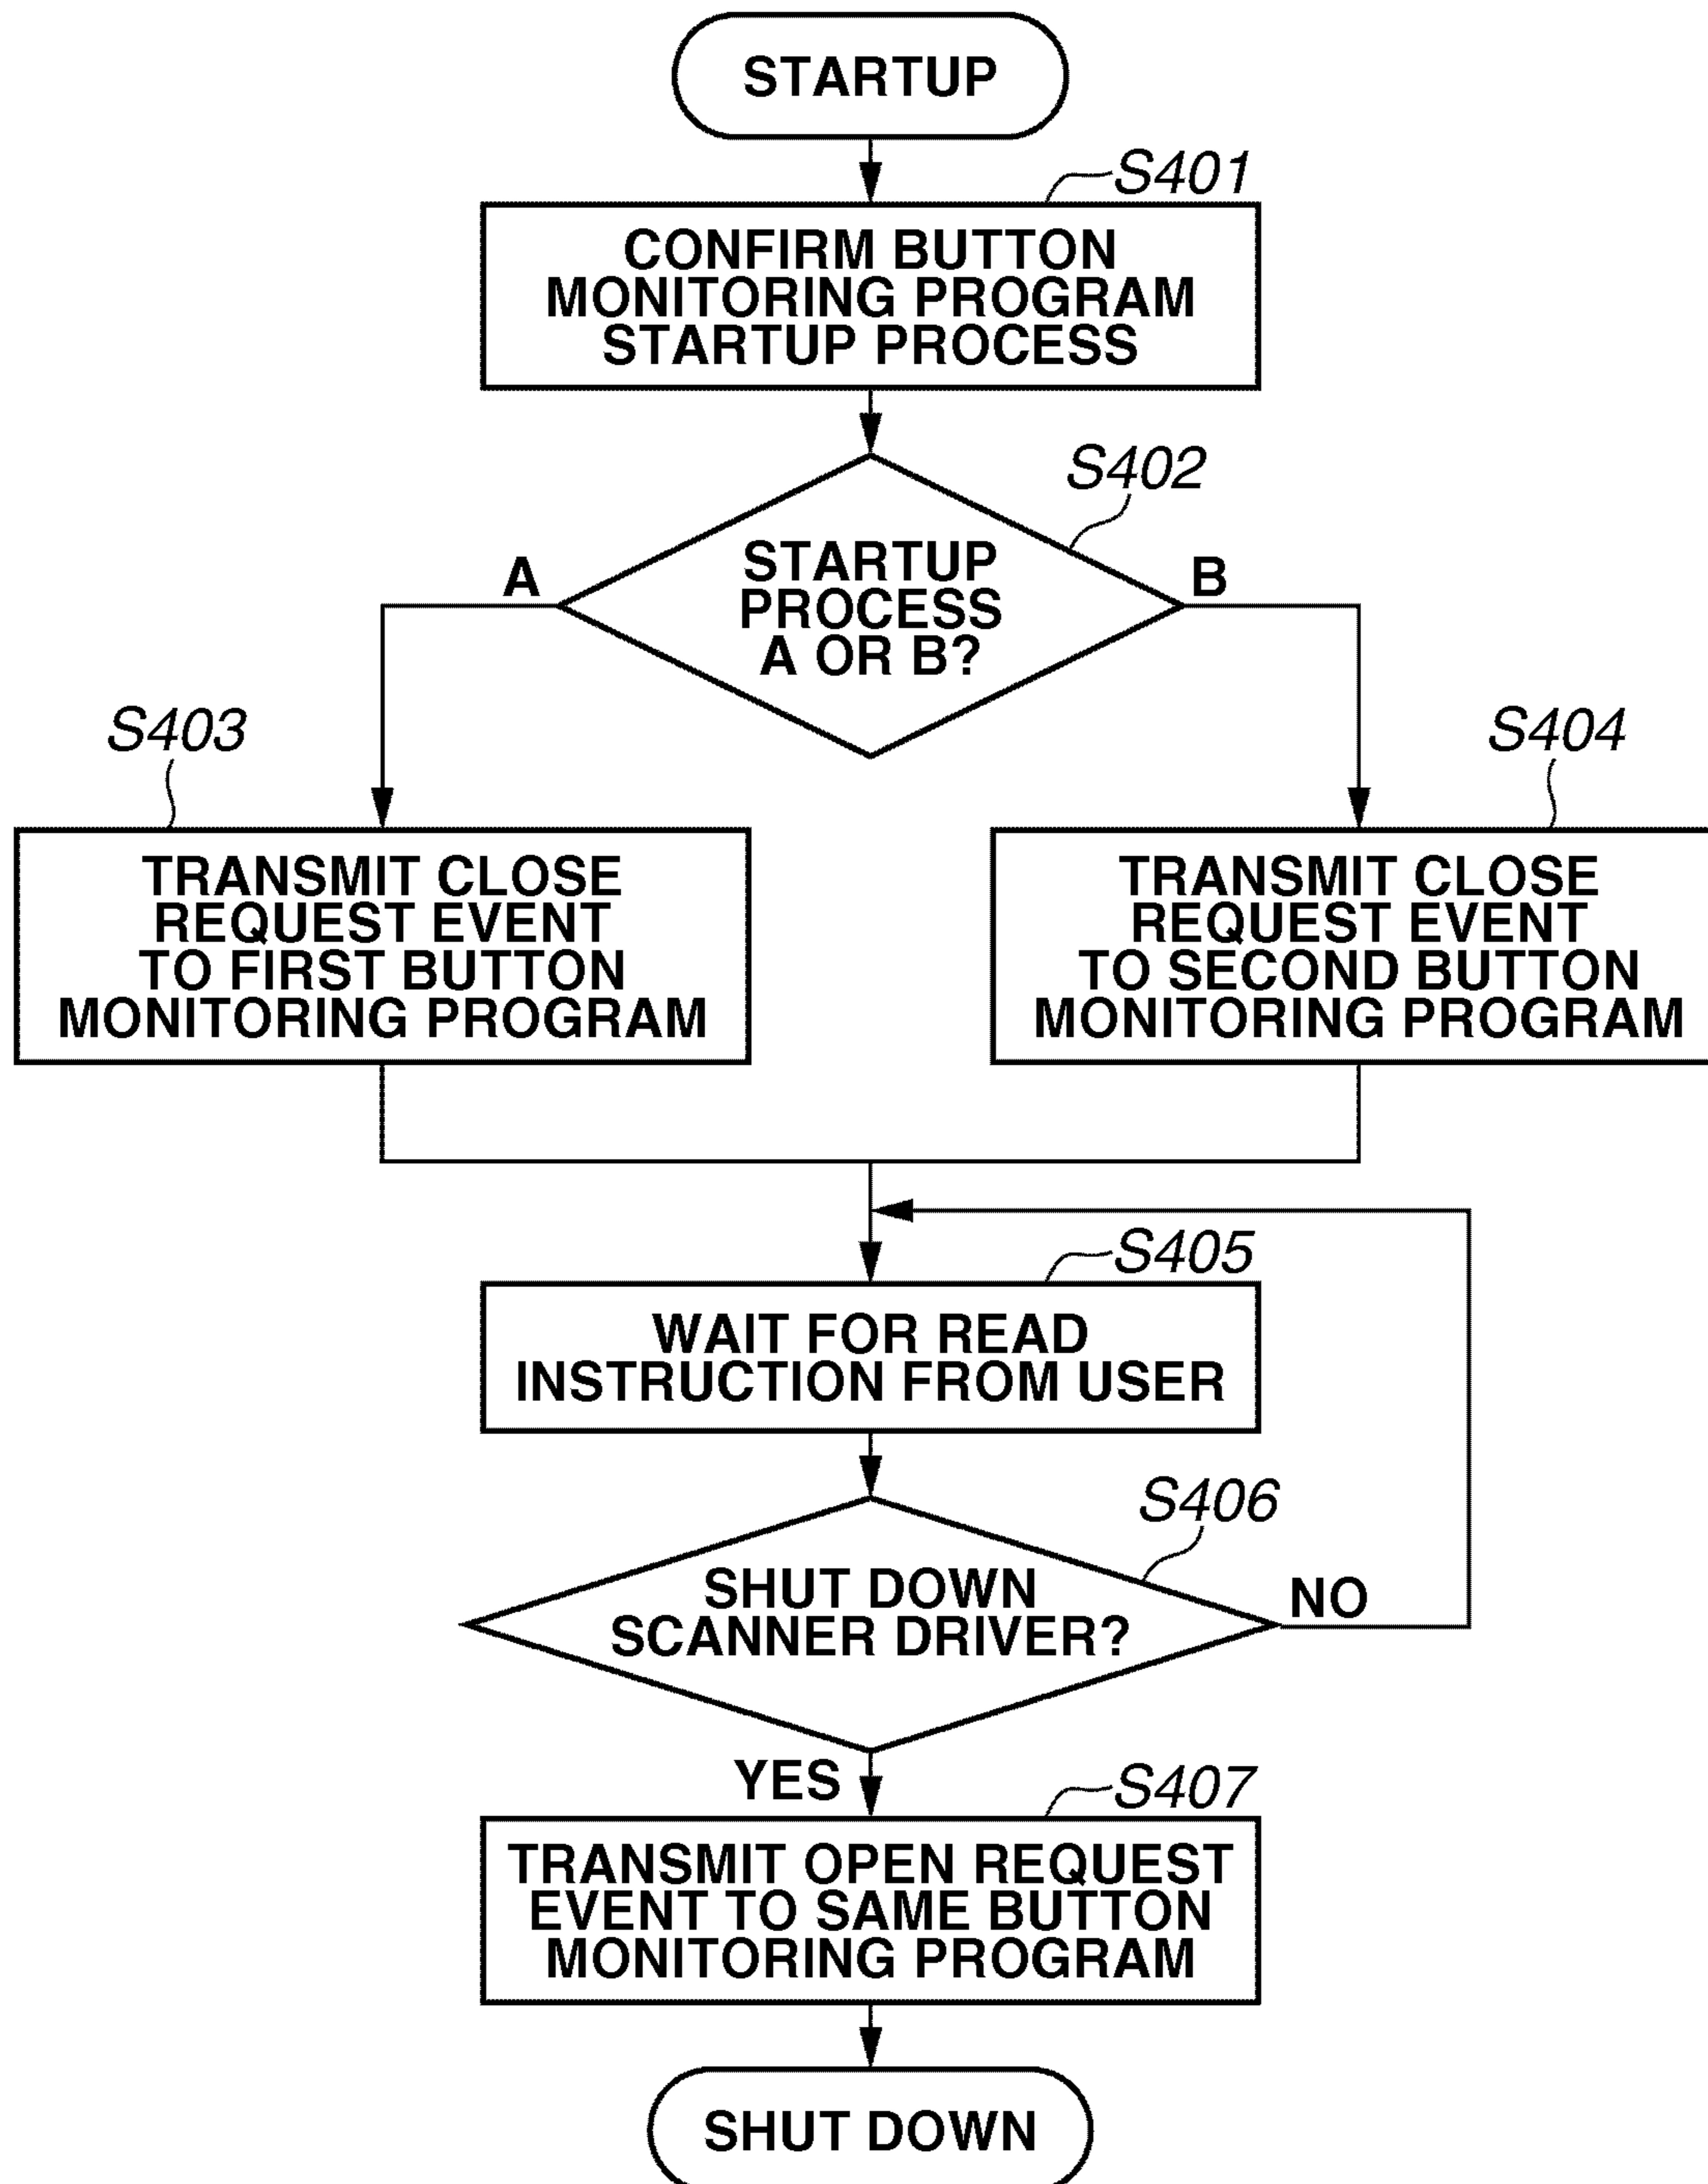 STARTUP
S401
CONFIRM BUTTON
MONITORING PROGRAM
STARTUP PROCESS
S402
STARTUP
PROCESS
A OR B?
A
B
S403
TRANSMIT CLOSE
REQUEST EVENT
TO FIRST BUTTON
MONITORING PROGRAM
S404
TRANSMIT CLOSE
REQUEST EVENT
TO SECOND BUTTON
MONITORING PROGRAM
S405
WAIT FOR READ
INSTRUCTION FROM USER
S406
SHUT DOWN
SCANNER DRIVER?
NO
YES
S407
TRANSMIT OPEN REQUEST
EVENT TO SAME BUTTON
MONITORING PROGRAM
SHUT DOWN